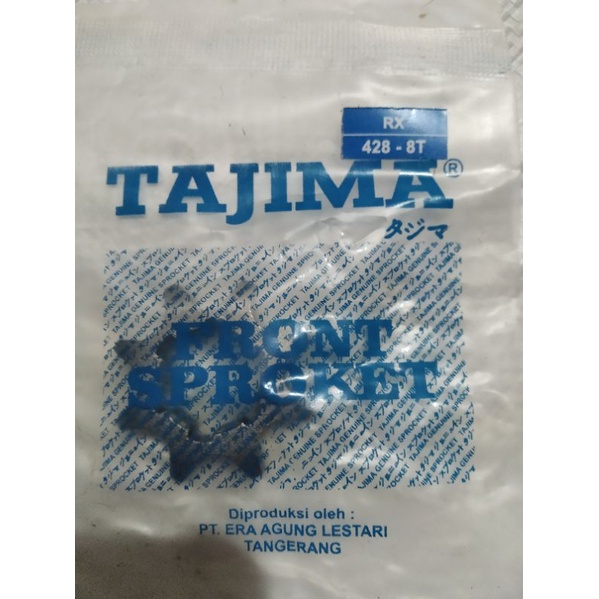 RX
428 - 8T
TAJIMA®
タジマ
FRONT
SPROCKET
Diproduksi oleh :
PT. ERA AGUNG LESTARI
TANGERANG